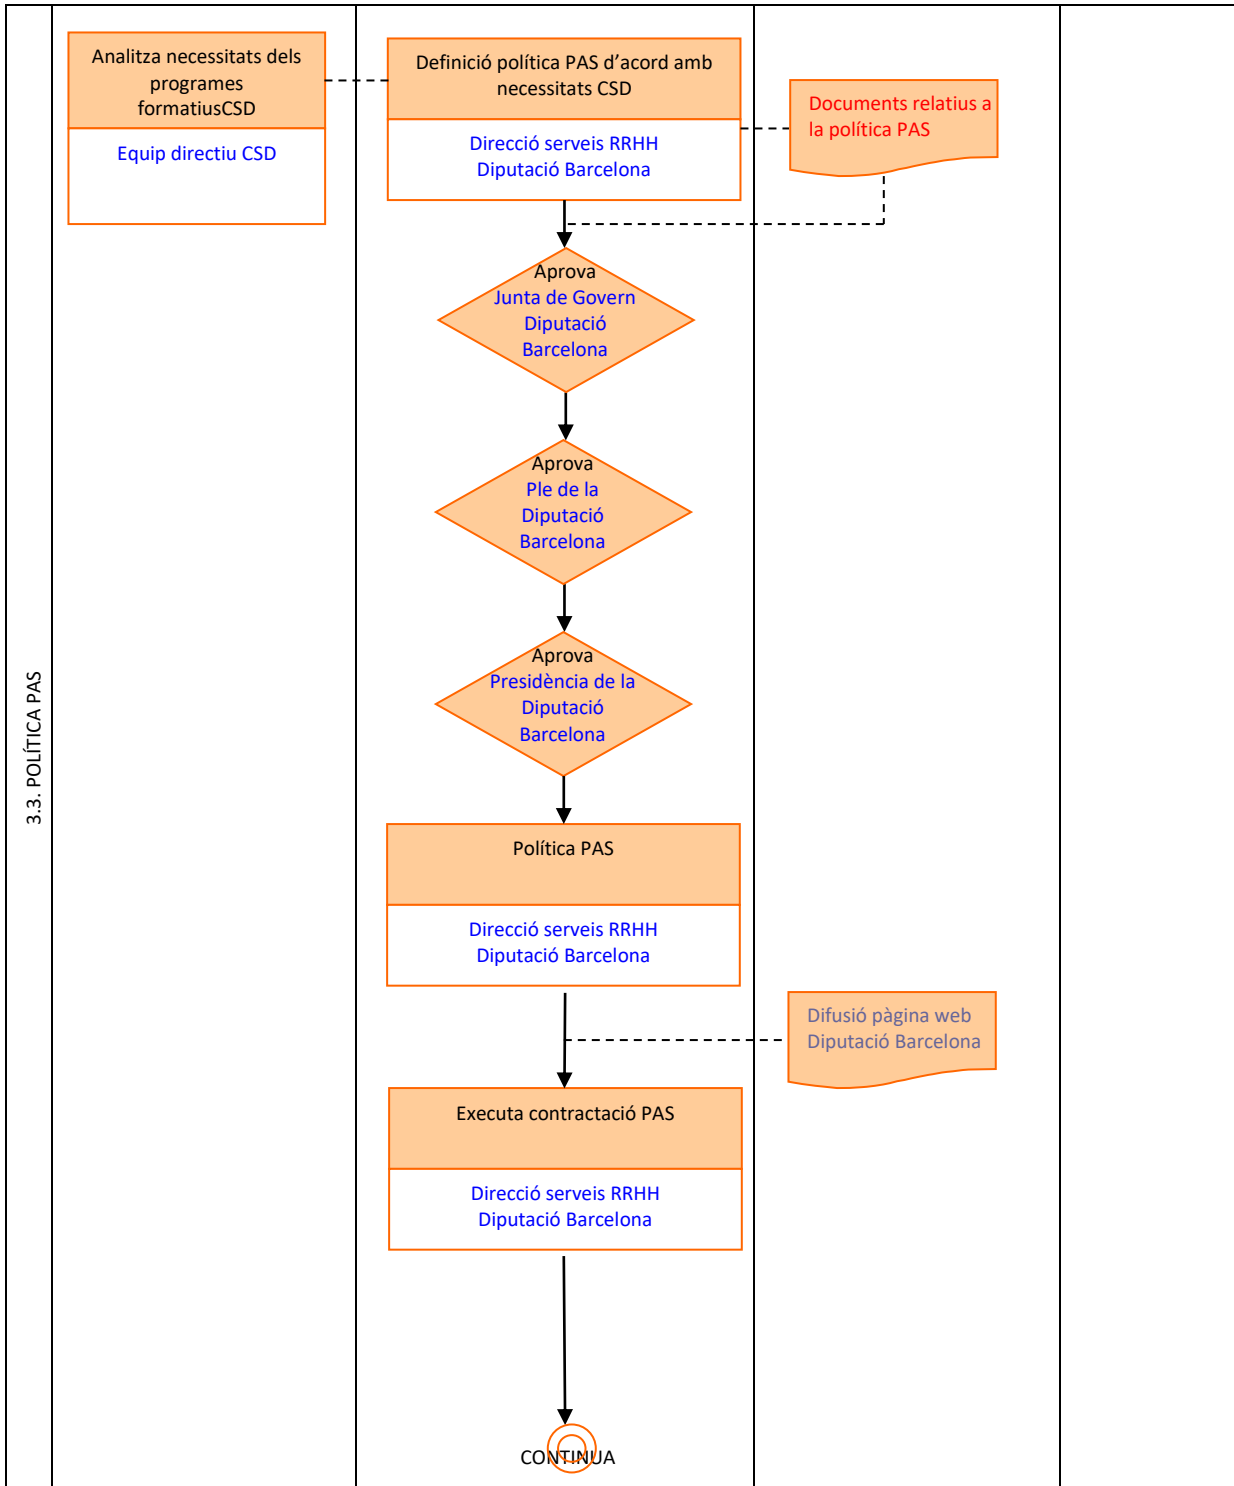 3.3. POLÍTICA PAS
Analitza necessitats dels
programes
formatiusCSD
Equip directiu CSD
Definició política PAS d’acord amb
necessitats CSD
Direcció serveis RRHH
Diputació Barcelona
Documents relatius a
la política PAS
Aprova
Junta de Govern
Diputació
Barcelona
Aprova
Ple de la
Diputació
Barcelona
Aprova
Presidència de la
Diputació
Barcelona
Política PAS
Direcció serveis RRHH
Diputació Barcelona
Difusió pàgina web
Diputació Barcelona
Executa contractació PAS
Direcció serveis RRHH
Diputació Barcelona
CONTINUA